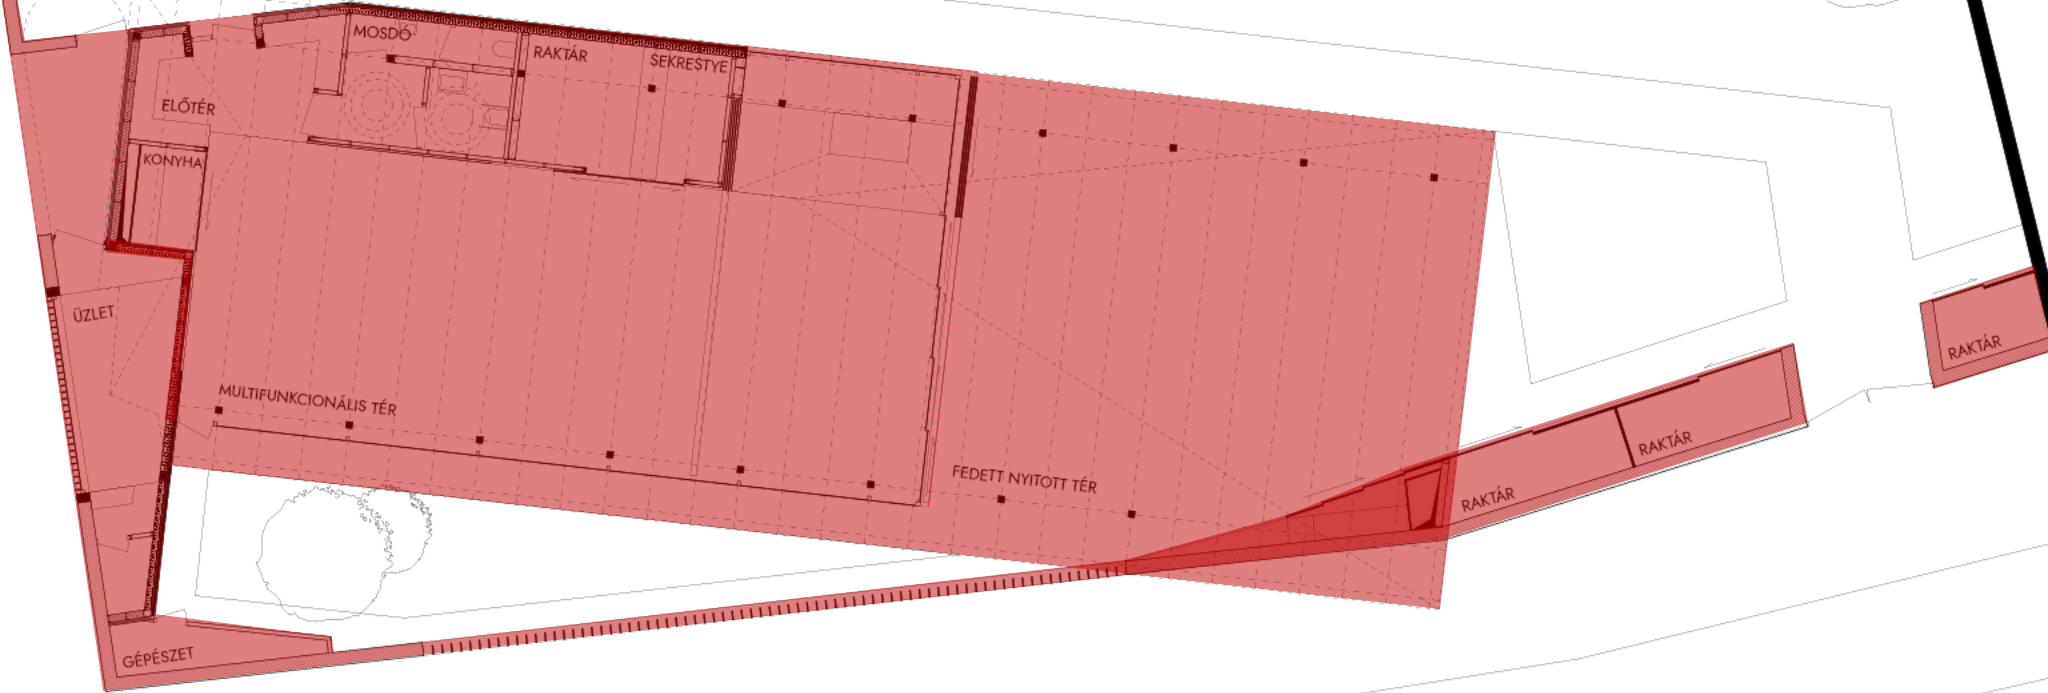 MOSDÓ
RAKTÁR
SEKRESTYE
ELŐTÉR
KONYHA
ÜZLET
MULTIFUNKCIONÁLIS TÉR
FEDETT NYITOTT TÉR
RAKTÁR
RAKTÁR
RAKTÁR
GÉPÉSZET